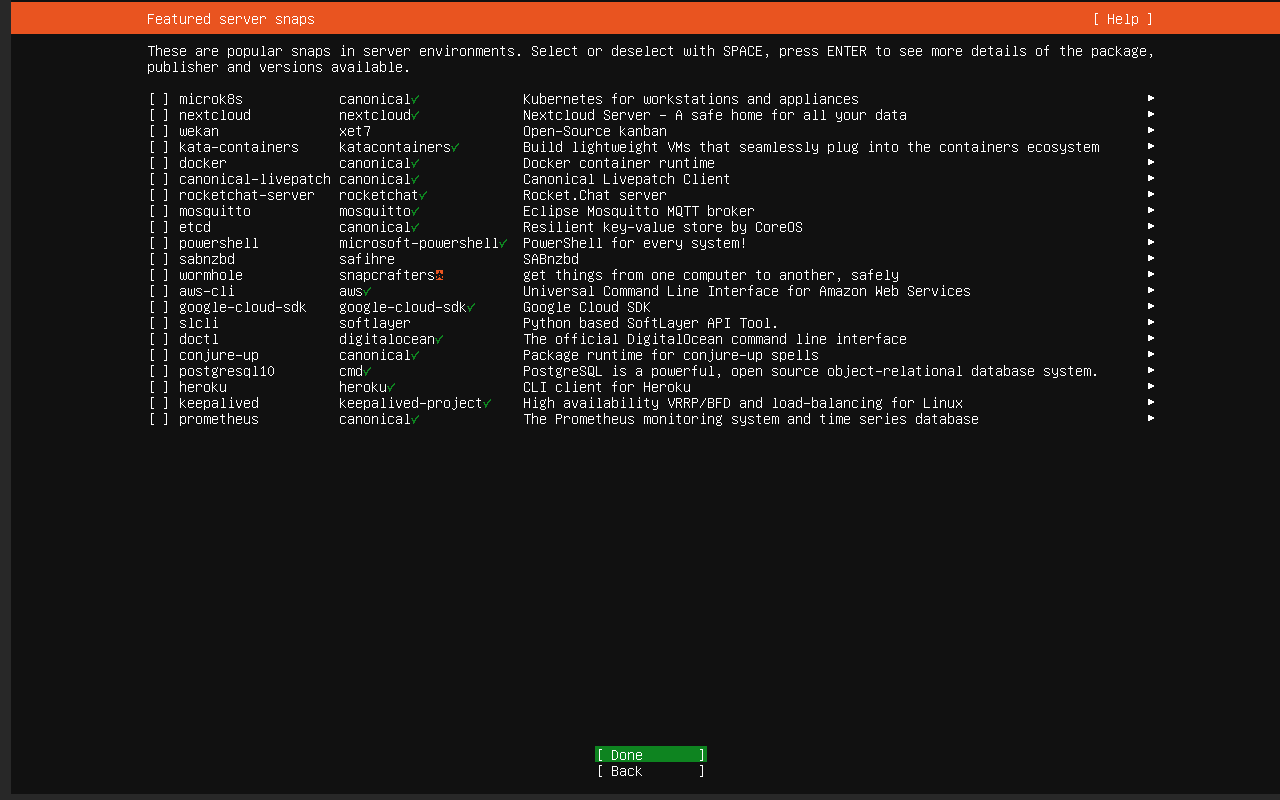 Featured server snaps [ Help ]
These are popular snaps in server environments. Select or deselect with SPACE, press ENTER to see more details of the package,
publisher and versions available.
[ ] microk8s canonical✓ Kubernetes for workstations and appliances ►
[ ] nextcloud nextcloud✓ Nextcloud Server - A safe home for all your data ►
[ ] wekan xet7 Open-Source kanban ►
[ ] kata-containers katacontainers✓ Build lightweight VMs that seamlessly plug into the containers ecosystem ►
[ ] docker canonical✓ Docker container runtime ►
[ ] canonical-livepatch canonical✓ Canonical Livepatch Client ►
[ ] rocketchat-server rocketchat✓ Rocket.Chat server ►
[ ] mosquitto mosquitto✓ Eclipse Mosquitto MQTT broker ►
[ ] etcd canonical✓ Resilient key-value store by CoreOS ►
[ ] powershell microsoft-powershell✓ PowerShell for every system! ►
[ ] sabnzbd safihre SABnzbd ►
[ ] wormhole snapcrafters✪ get things from one computer to another, safely ►
[ ] aws-cli aws✓ Universal Command Line Interface for Amazon Web Services ►
[ ] google-cloud-sdk google-cloud-sdk✓ Google Cloud SDK ►
[ ] slcli softlayer Python based SoftLayer API Tool. ►
[ ] doctl digitalocean✓ The official DigitalOcean command line interface ►
[ ] conjure-up canonical✓ Package runtime for conjure-up spells ►
[ ] postgresql10 cmd✓ PostgreSQL is a powerful, open source object-relational database system. ►
[ ] heroku heroku✓ CLI client for Heroku ►
[ ] keepalived keepalived-project✓ High availability VRRP/BFD and load-balancing for Linux ►
[ ] prometheus canonical✓ The Prometheus monitoring system and time series database ►
[ Done ]
[ Back ]